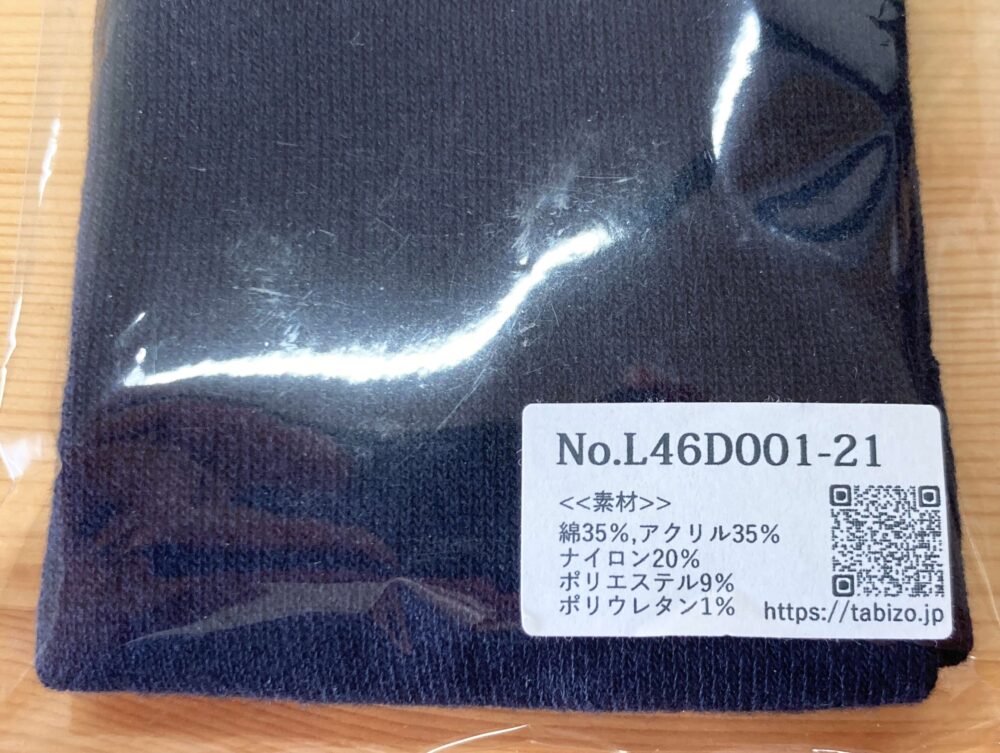 No.L46D001-21
<<素材>>
綿35%,アクリル35%
ナイロン20%
ポリエステル9%
ポリウレタン1%
https://tabizo.jp